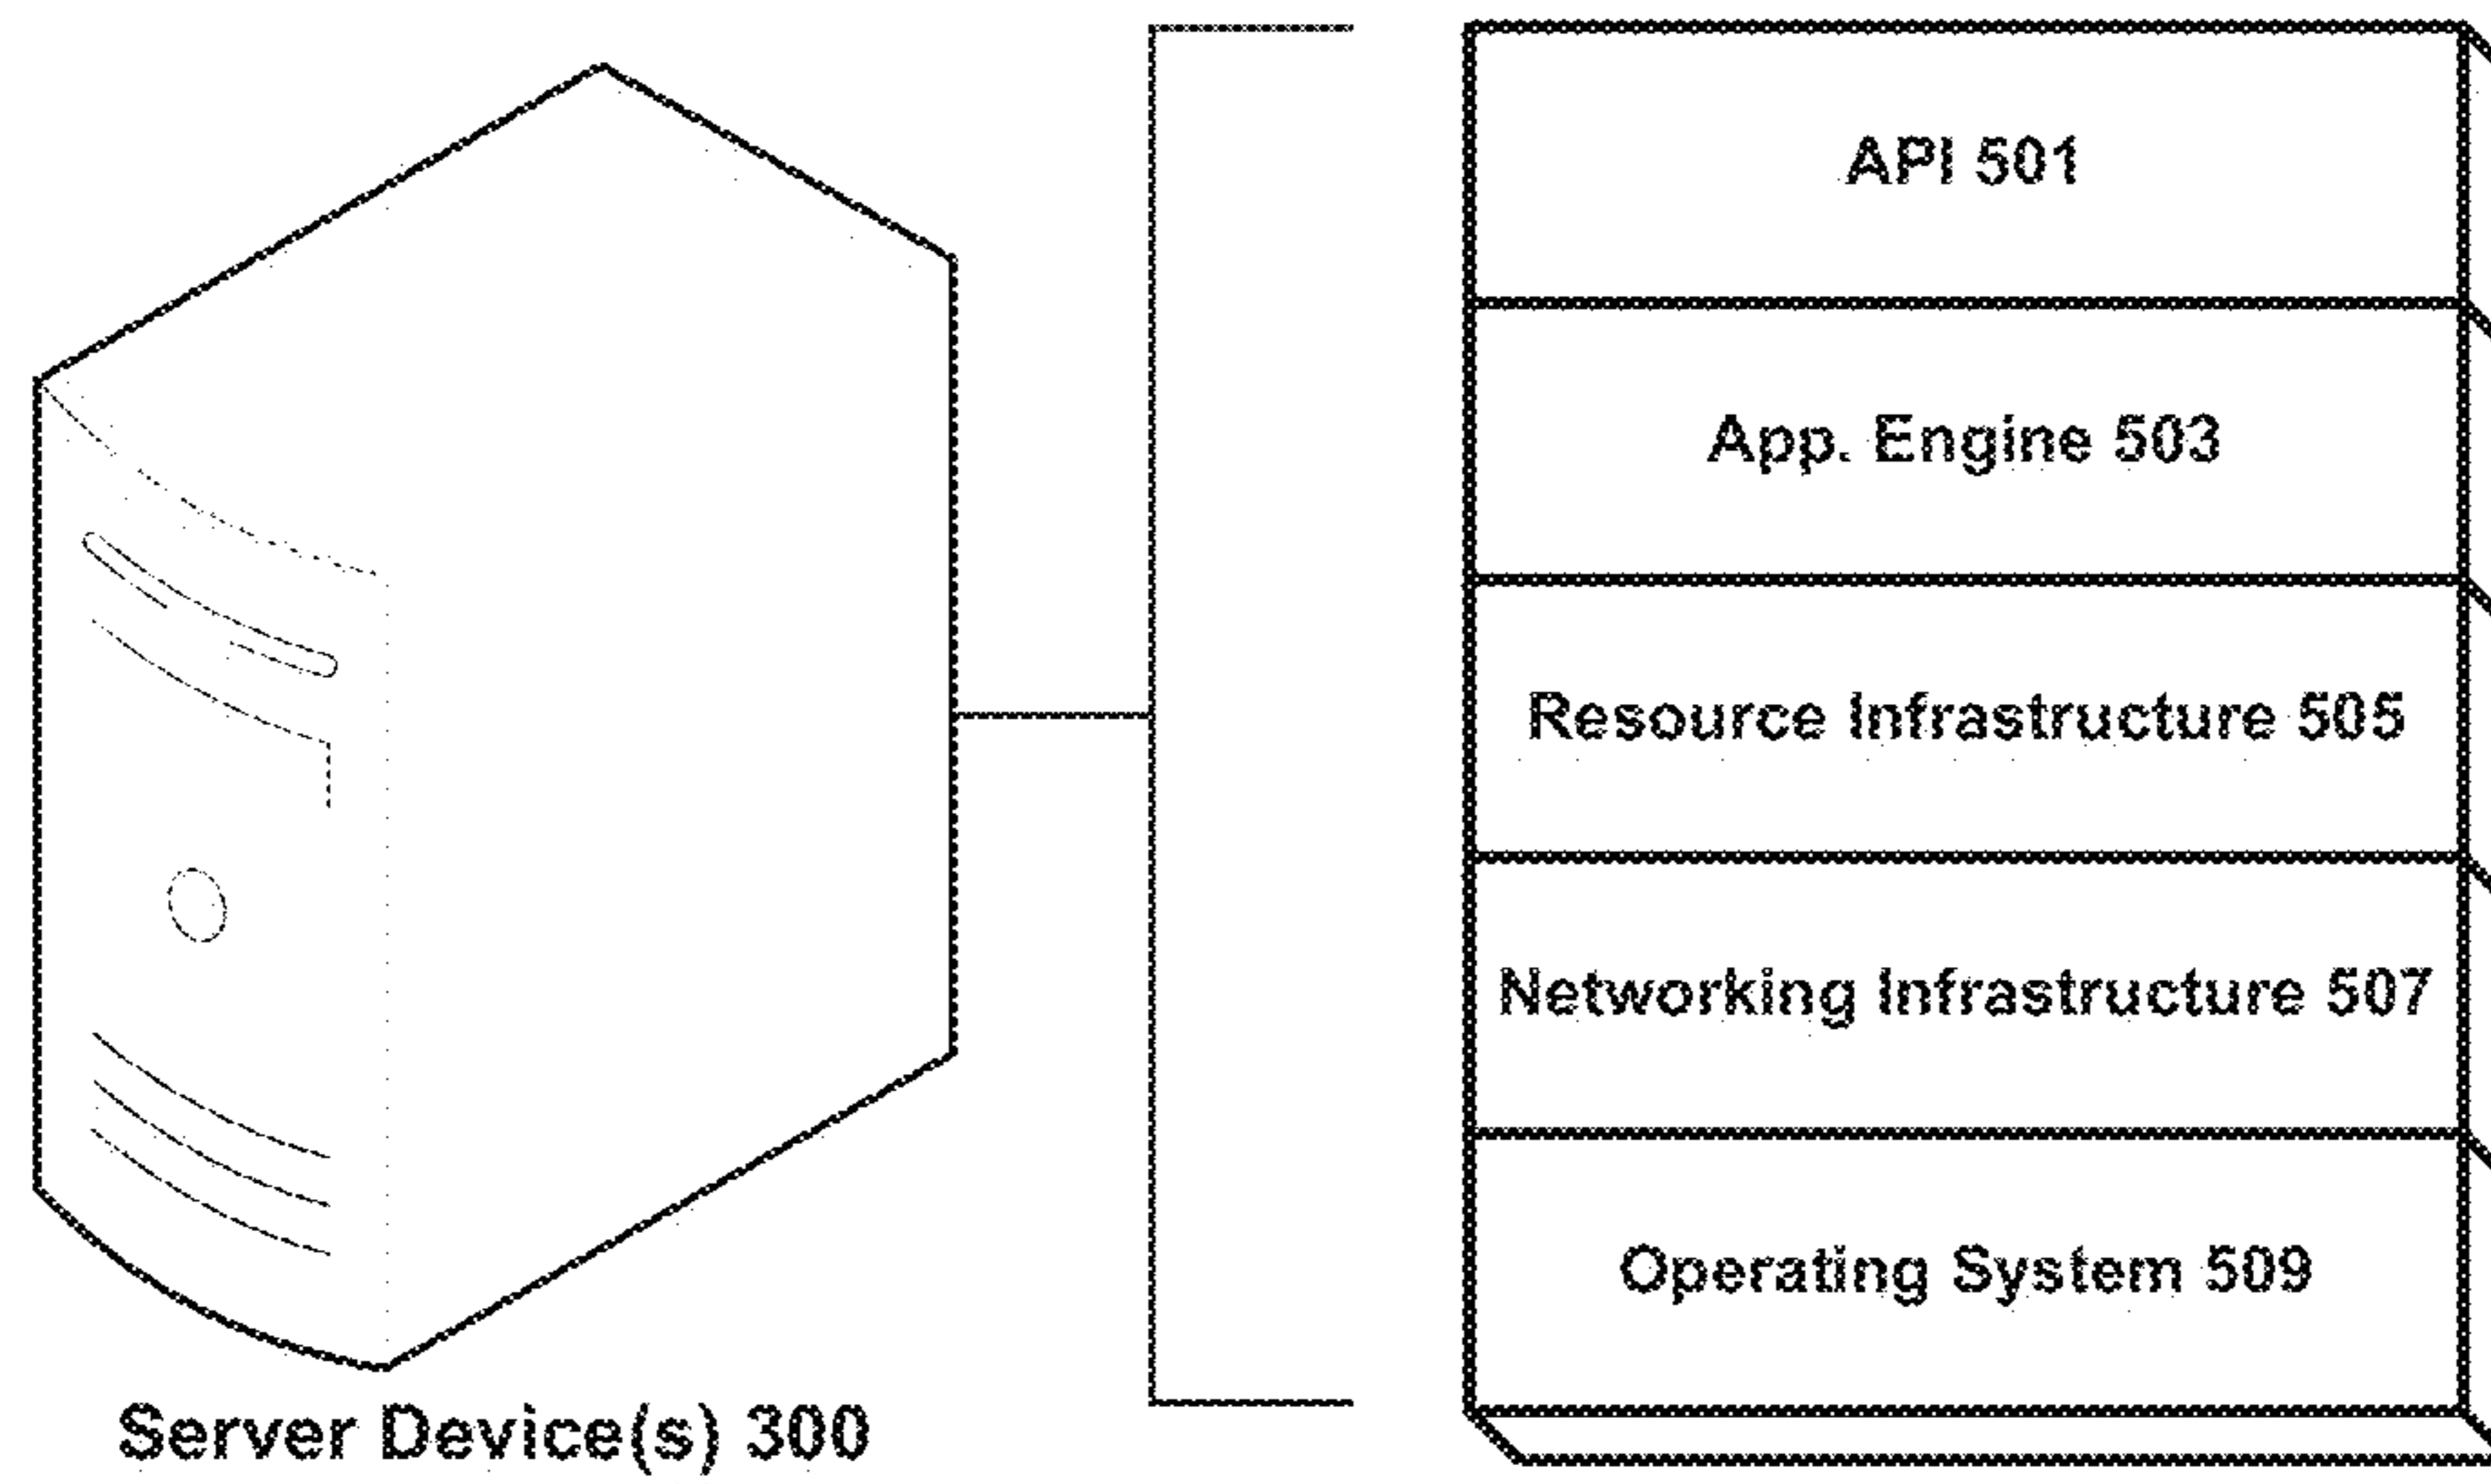 API 501
App. Engine 503
Resource Infrastructure 505
Networking Infrastructure 507
Operating System 509
Server Device(s) 300